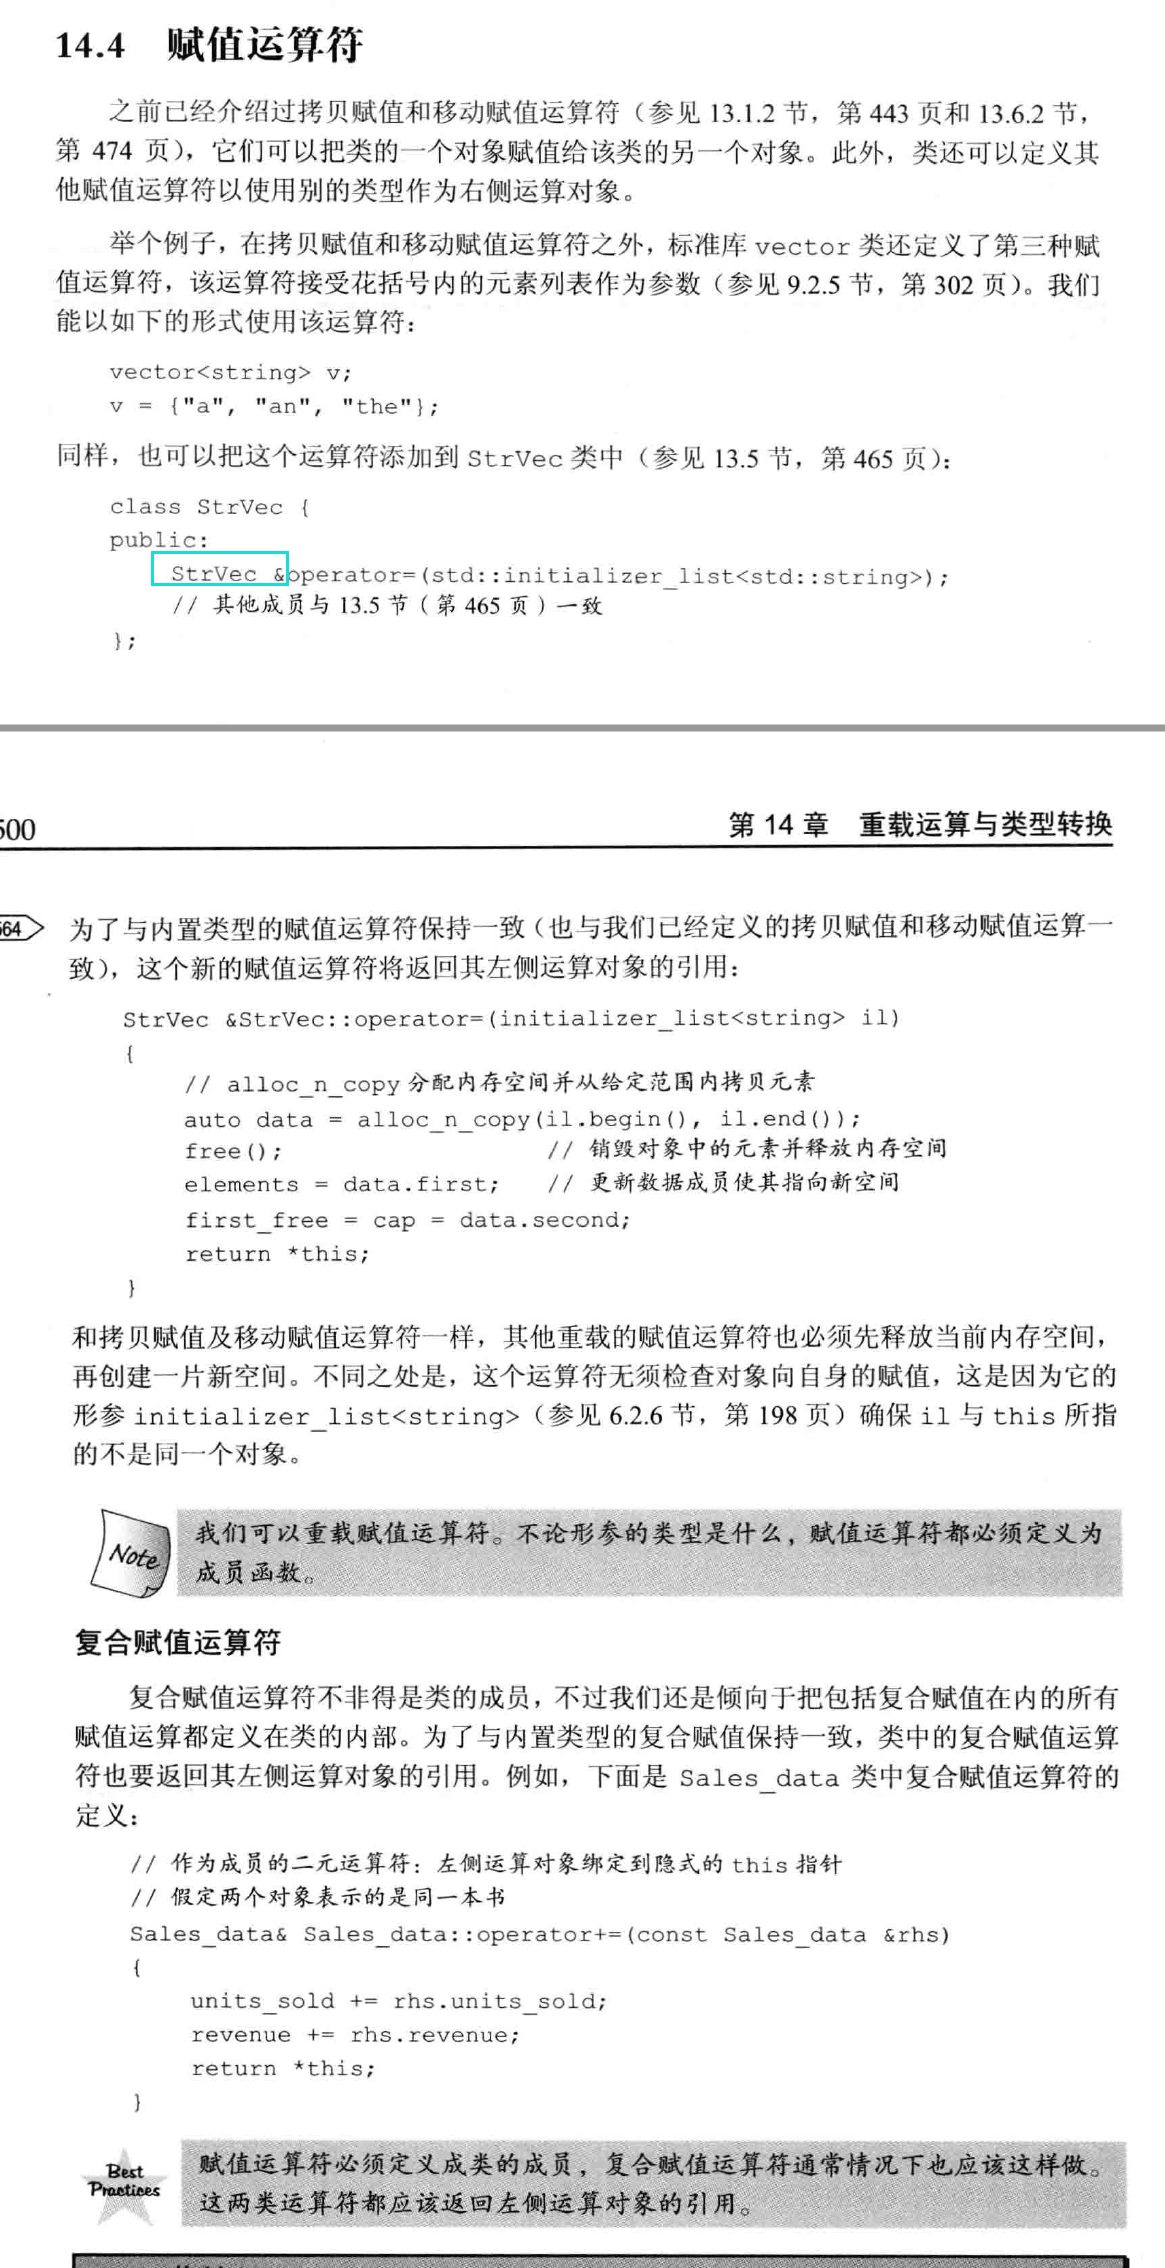 14.4 赋值运算符
之前已经介绍过拷贝赋值和移动赋值运算符（参见 13.1.2 节，第 443 页和 13.6.2 节，
第 474 页），它们可以把类的一个对象赋值给该类的另一个对象。此外，类还可以定义其
他赋值运算符以使用别的类型作为右侧运算对象。
举个例子，在拷贝赋值和移动赋值运算符之外，标准库 vector 类还定义了第三种赋
值运算符，该运算符接受花括号内的元素列表作为参数（参见 9.2.5 节，第 302 页）。我们
能以如下的形式使用该运算符：
vector<string> v;
v = {"a", "an", "the"};
同样，也可以把这个运算符添加到 StrVec 类中（参见 13.5 节，第 465 页）：
class StrVec {
public:
StrVec &operator=(std::initializer_list<std::string>);
// 其他成员与 13.5 节（第 465 页）一致
};
500 第 14 章 重载运算与类型转换
564 为了与内置类型的赋值运算符保持一致（也与我们已经定义的拷贝赋值和移动赋值运算一
致），这个新的赋值运算符将返回其左侧运算对象的引用：
StrVec &StrVec::operator=(initializer_list<string> il)
{
// alloc_n_copy 分配内存空间并从给定范围内拷贝元素
auto data = alloc_n_copy(il.begin(), il.end());
free(); // 销毁对象中的元素并释放内存空间
elements = data.first; // 更新数据成员使其指向新空间
first_free = cap = data.second;
return *this;
}
和拷贝赋值及移动赋值运算符一样，其他重载的赋值运算符也必须先释放当前内存空间，
再创建一片新空间。不同之处是，这个运算符无须检查对象向自身的赋值，这是因为它的
形参 initializer_list<string>（参见 6.2.6 节，第 198 页）确保 il 与 this 所指
的不是同一个对象。
Note 我们可以重载赋值运算符。不论形参的类型是什么，赋值运算符都必须定义为
成员函数。
复合赋值运算符
复合赋值运算符不非得是类的成员，不过我们还是倾向于把包括复合赋值在内的所有
赋值运算都定义在类的内部。为了与内置类型的复合赋值保持一致，类中的复合赋值运算
符也要返回其左侧运算对象的引用。例如，下面是 Sales_data 类中复合赋值运算符的
定义：
// 作为成员的二元运算符：左侧运算对象绑定到隐式的 this 指针
// 假定两个对象表示的是同一本书
Sales_data& Sales_data::operator+=(const Sales_data &rhs)
{
units_sold += rhs.units_sold;
revenue += rhs.revenue;
return *this;
}
Best Practices
赋值运算符必须定义成类的成员，复合赋值运算符通常情况下也应该这样做。
这两类运算符都应该返回左侧运算对象的引用。